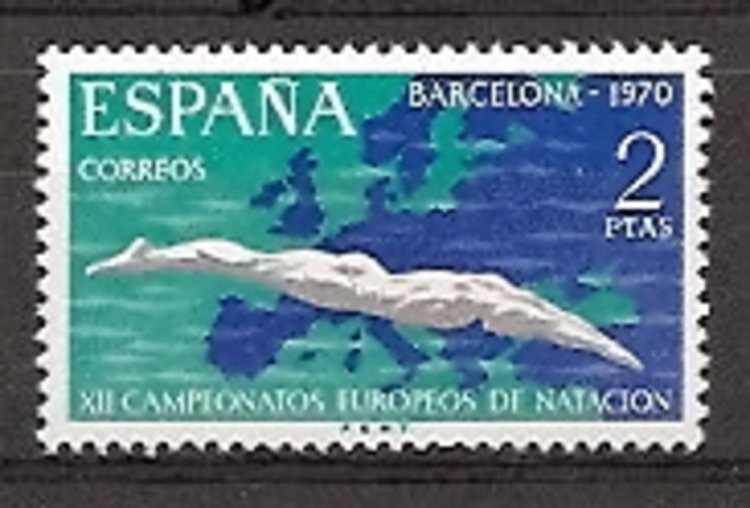 ESPAÑA
BARCELONA - 1970
CORREOS
2
PTAS
XII CAMPEONATOS EUROPEOS DE NATACION